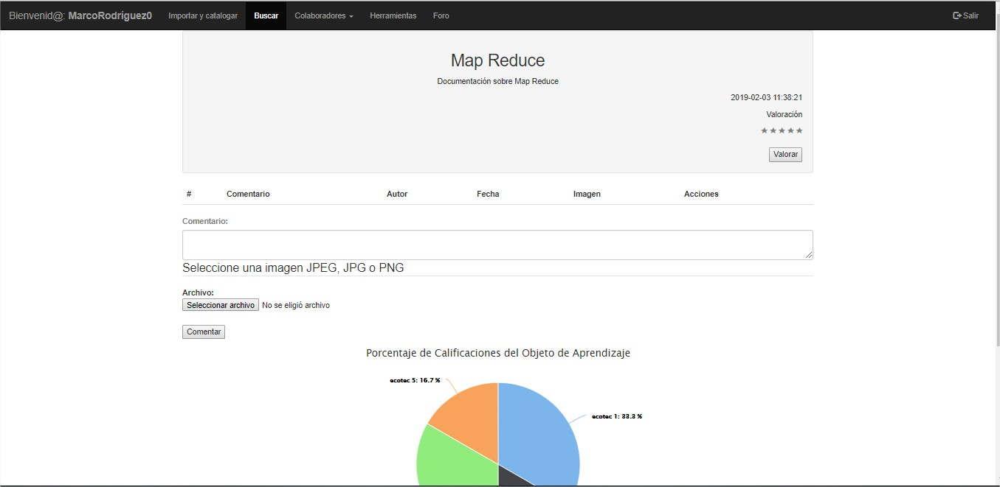 Bienvenid@: MarcoRodríguez0 Importar y catalogar Buscar Colaboradores Herramientas Foro Salir
Map Reduce
Documentación sobre Map Reduce
2019-02-03 11:38:21
Valoración
Valorar
# Comentario Autor Fecha Imagen Acciones
Comentario:
Seleccione una imagen JPEG, JPG o PNG
Archivo:
Seleccionar archivo No se eligió archivo
Comentar
Porcentaje de Calificaciones del Objeto de Aprendizaje
ecotec 5: 16.7 %
ecotec 1: 33.3 %